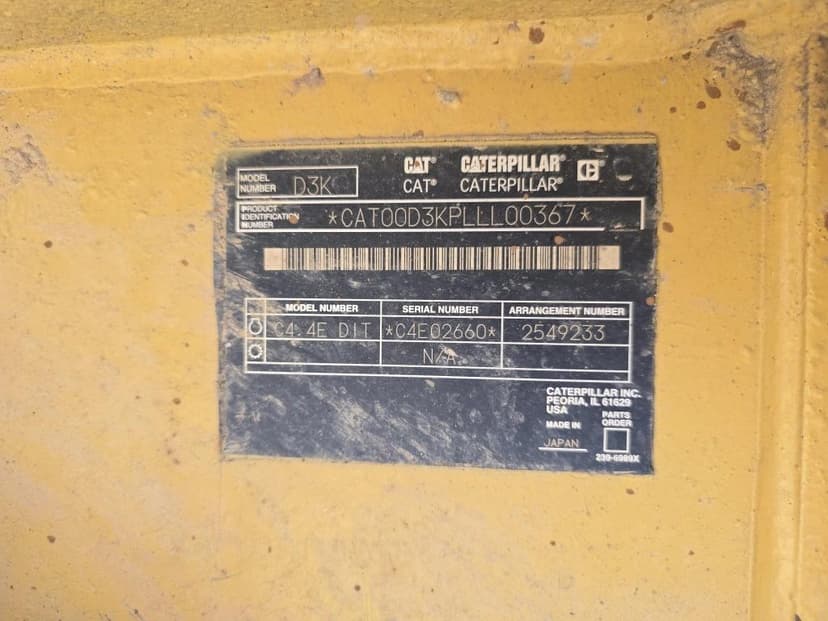 CAT® CATERPILLAR®
CAT® CATERPILLAR®
MODEL NUMBER D3K
PRODUCT IDENTIFICATION NUMBER *CAT00D3KPLLL00367*
MODEL NUMBER SERIAL NUMBER ARRANGEMENT NUMBER
C4.4E DIT *C4E02660* 2549233
N/A
CATERPILLAR INC.
PEORIA, IL 61629
USA
PARTS ORDER
MADE IN JAPAN
239-6989X